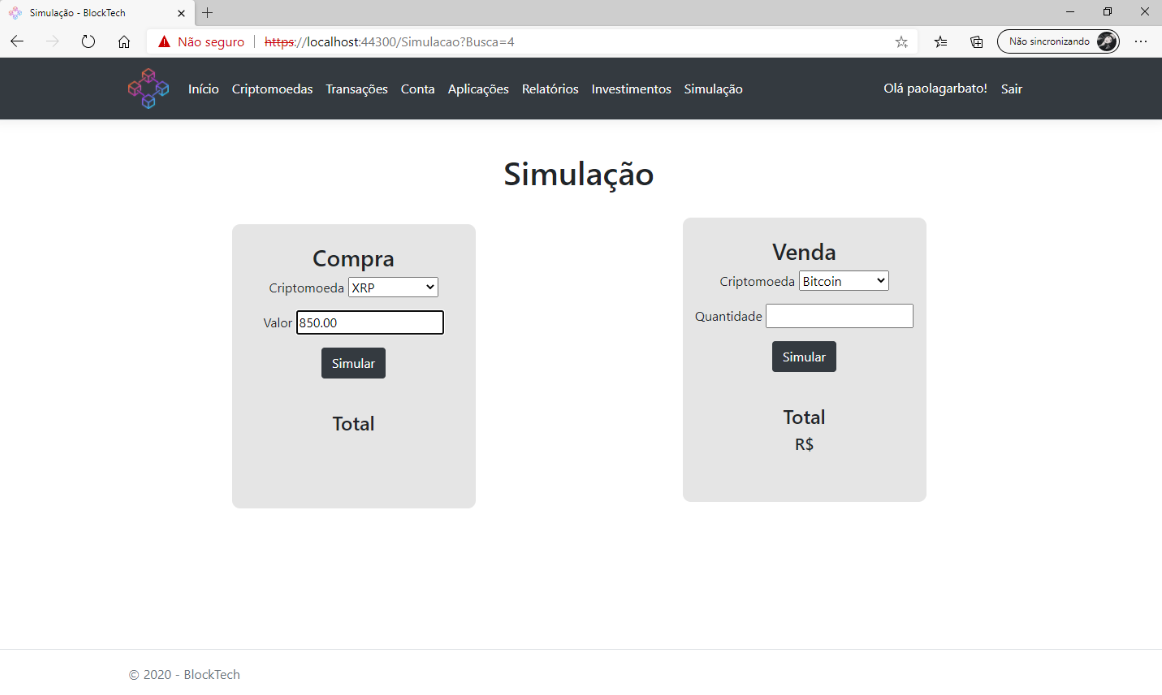 Simulação - BlockTech
Não seguro | https://localhost:44300/Simulacao?Busca=4
Não sincronizando
Início Criptomoedas Transações Conta Aplicações Relatórios Investimentos Simulação Olá paolagarbato! Sair
Simulação
Compra
Criptomoeda XRP
Valor 850.00
Simular
Total
Venda
Criptomoeda Bitcoin
Quantidade
Simular
Total
R$
© 2020 - BlockTech